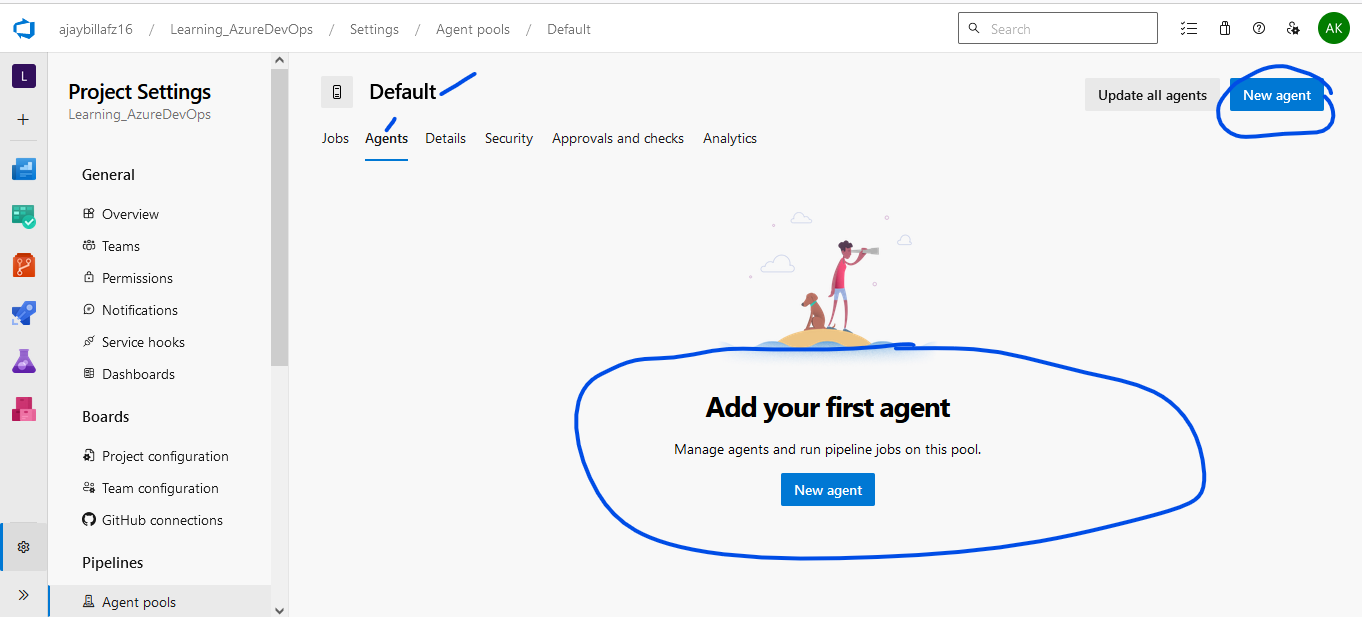 ajaybillafz16 / Learning_AzureDevOps / Settings / Agent pools / Default
Search
AK
L
Project Settings
Learning_AzureDevOps
General
Overview
Teams
Permissions
Notifications
Service hooks
Dashboards
Boards
Project configuration
Team configuration
GitHub connections
Pipelines
Agent pools
Default
Update all agents
New agent
Jobs Agents Details Security Approvals and checks Analytics
Add your first agent
Manage agents and run pipeline jobs on this pool.
New agent